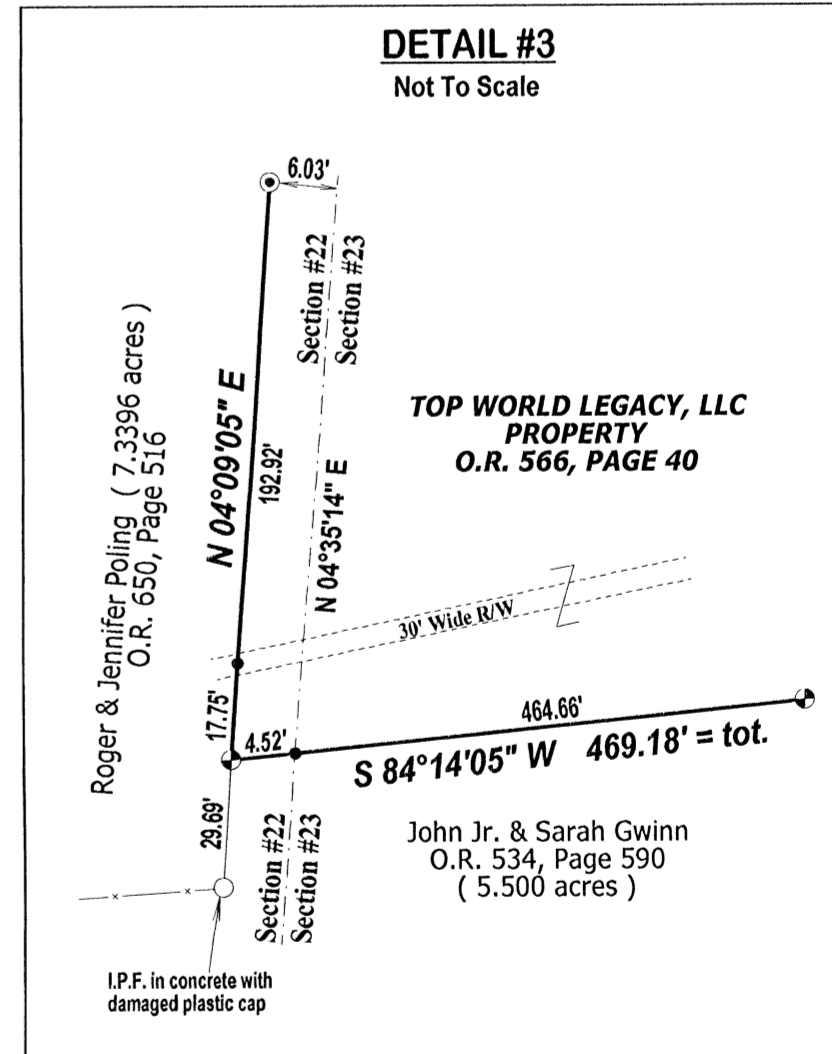 DETAIL #3
Not To Scale
6.03'
Section #22
Section #23
Roger & Jennifer Poling ( 7.3396 acres )
O.R. 650, Page 516
N 04°09'05" E
192.92'
N 04°35'14" E
TOP WORLD LEGACY, LLC
PROPERTY
O.R. 566, PAGE 40
30' Wide R/W
17.75'
4.52'
464.66'
S 84°14'05" W 469.18' = tot.
29.69'
Section #22
Section #23
John Jr. & Sarah Gwinn
O.R. 534, Page 590
( 5.500 acres )
I.P.F. in concrete with
damaged plastic cap